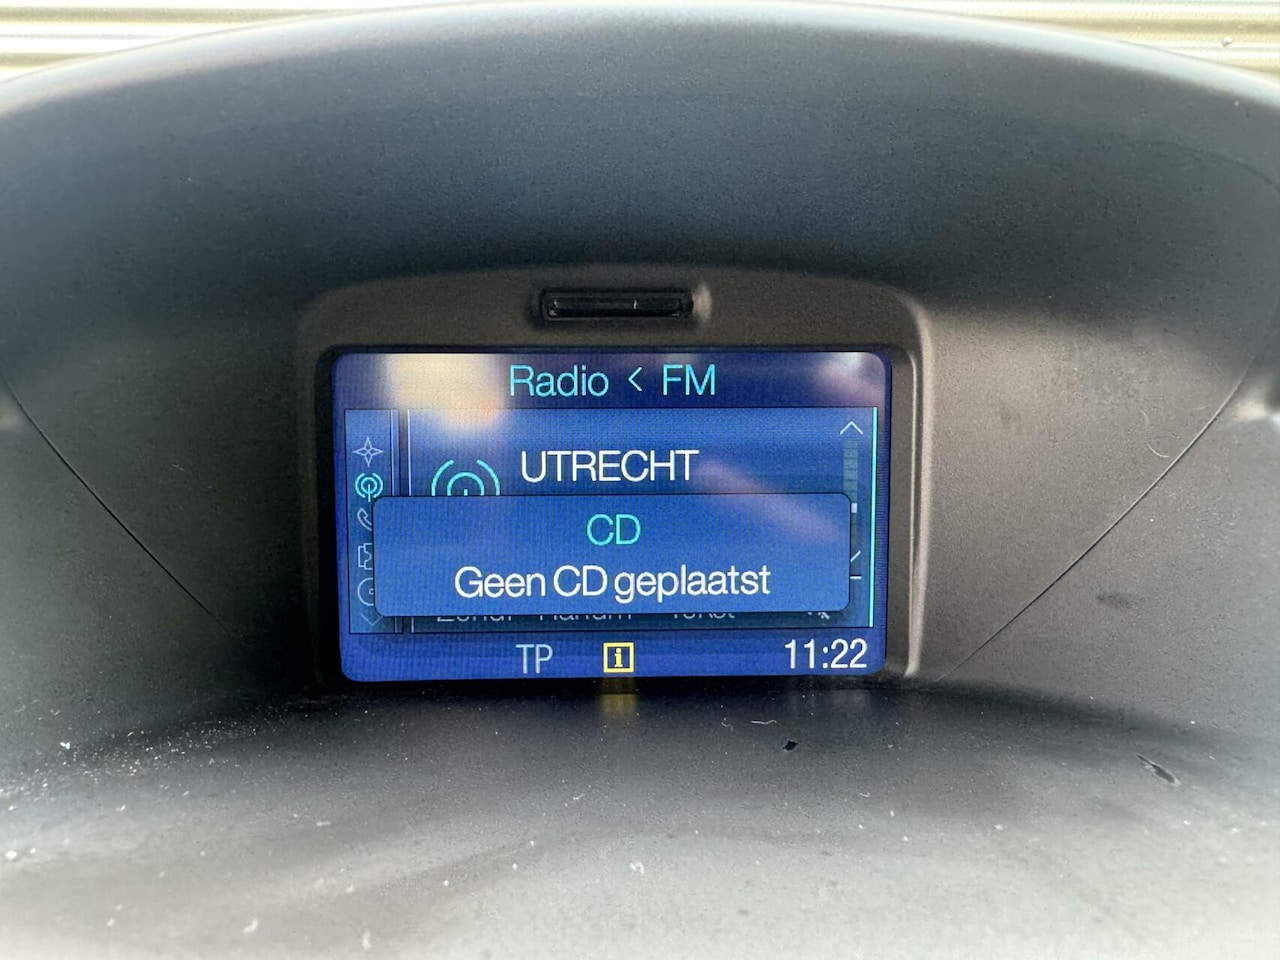 Radio < FM
UTRECHT
CD
Geen CD geplaatst
TP
i
11:22